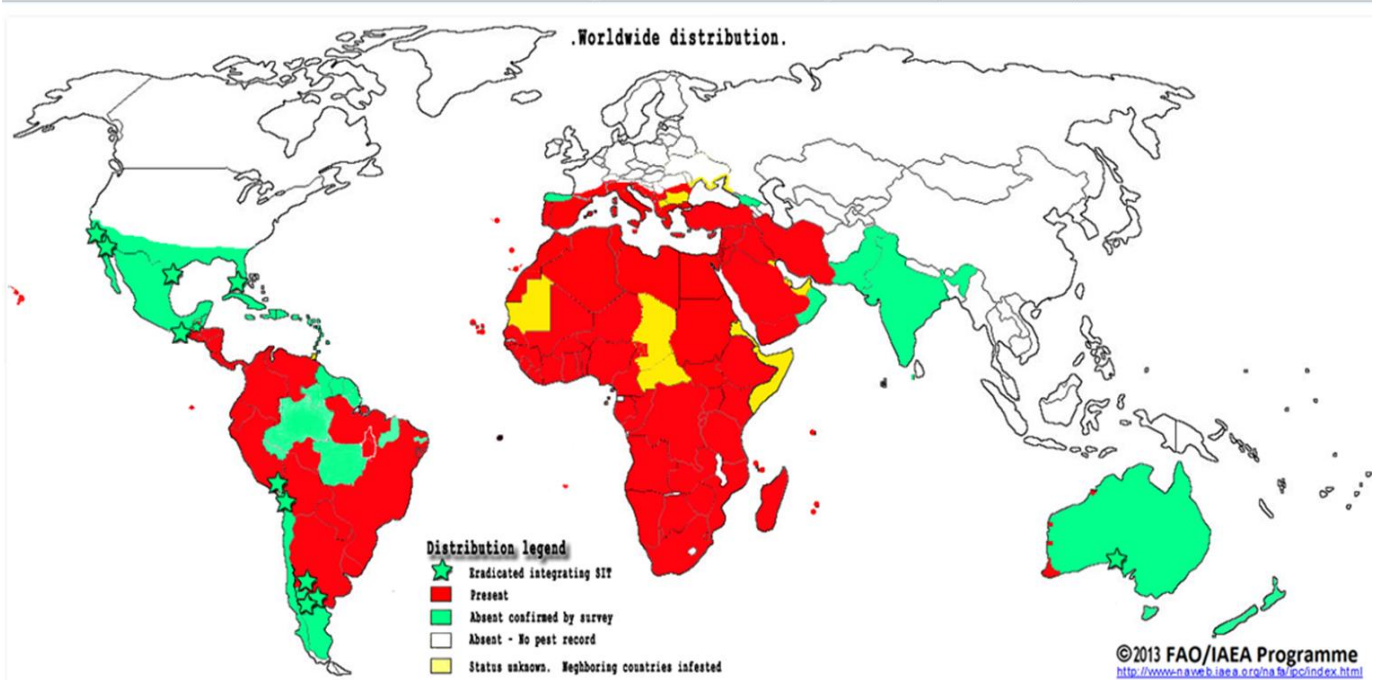 .Worldwide distribution.
Distribution legend
Eradicated integrating SIT
Present
Absent confirmed by survey
Absent - No pest record
Status unknown. Neighboring countries infested
©2013 FAO/IAEA Programme
http://www-naweb.iaea.org/nafa/ipc/index.html